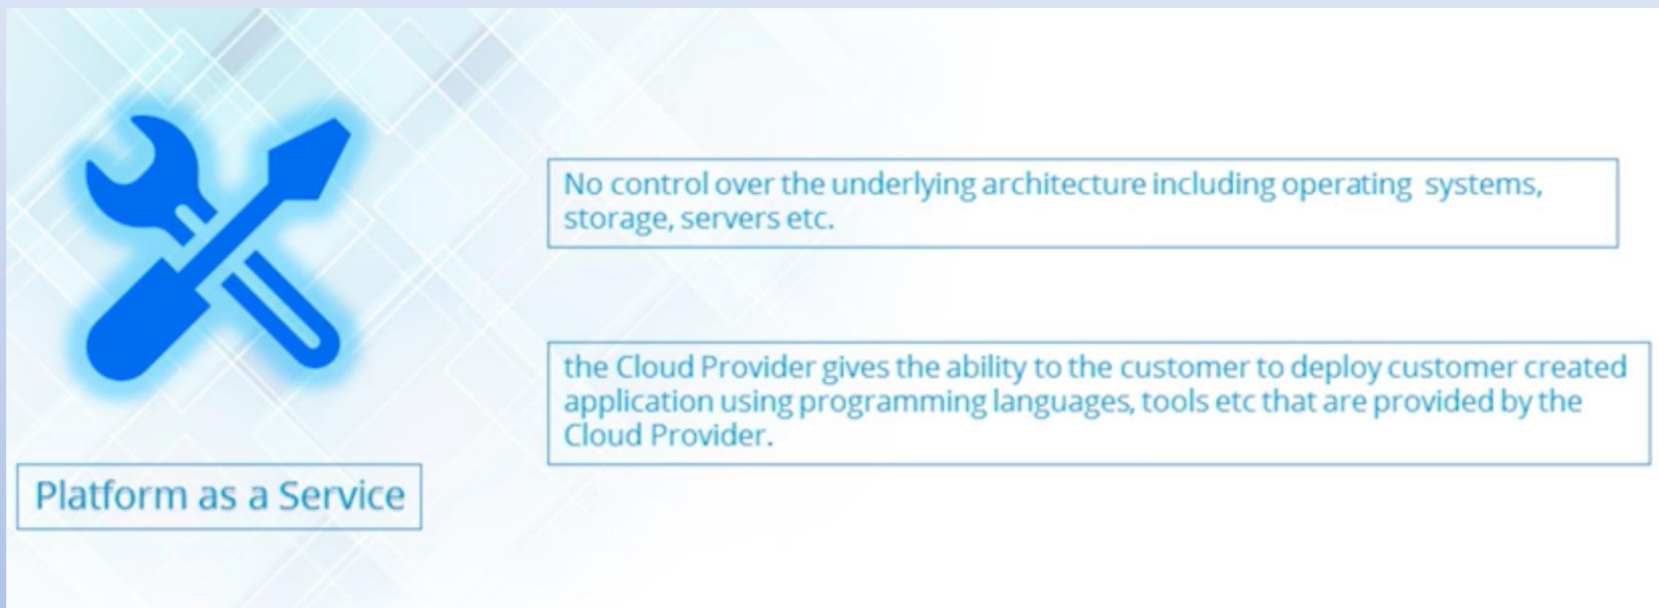 No control over the underlying architecture including operating systems,
storage, servers etc.
the Cloud Provider gives the ability to the customer to deploy customer created
application using programming languages, tools etc that are provided by the
Cloud Provider.
Platform as a Service